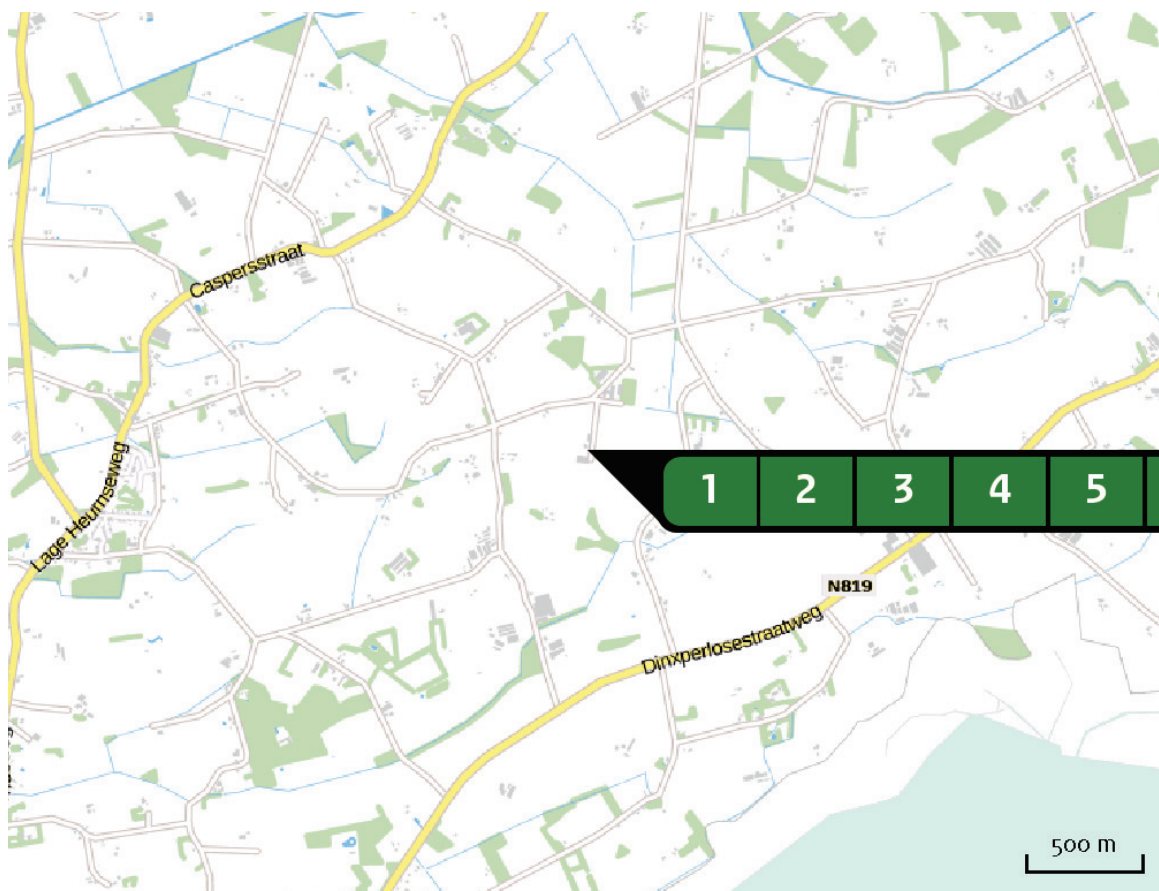 Caspersstraat
Lage Heurnseweg
1 2 3 4 5
N819
Dinxperlosestraatweg
500 m